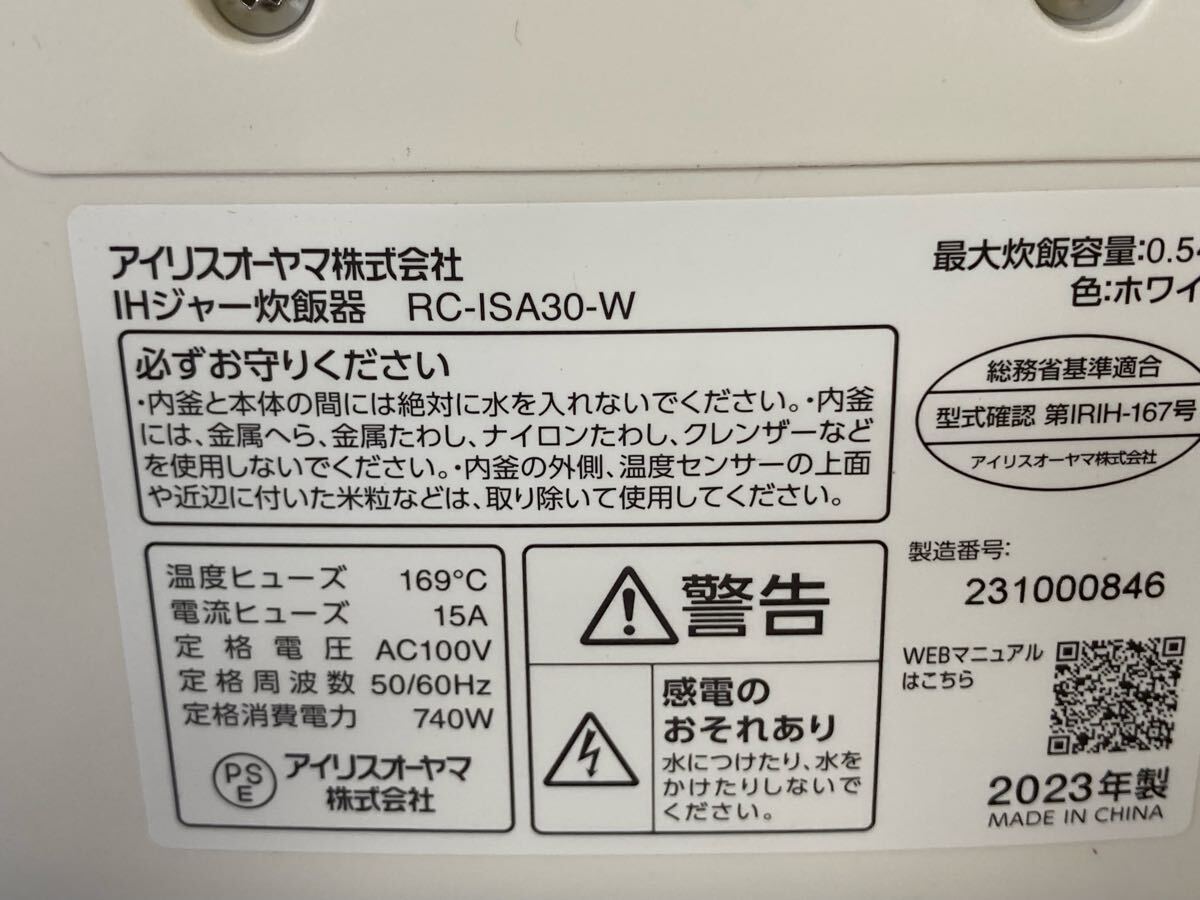 アイリスオーヤマ株式会社
IHジャー炊飯器 RC-ISA30-W
最大炊飯容量:0.54
色:ホワイ
必ずお守りください
・内釜と本体の間には絶対に水を入れないでください。・内釜
には、金属へら、金属たわし、ナイロンたわし、クレンザーなど
を使用しないでください。・内釜の外側、温度センサーの上面
や近辺に付いた米粒などは、取り除いて使用してください。
総務省基準適合
型式確認 第IRIH-167号
アイリスオーヤマ株式会社
温度ヒューズ 169°C
電流ヒューズ 15A
定格電圧 AC100V
定格周波数 50/60Hz
定格消費電力 740W
PSE アイリスオーヤマ
株式会社
警告
感電の
おそれあり
水につけたり、水を
かけたりしないで
ください。
製造番号:
231000846
WEBマニュアル
はこちら
2023年製
MADE IN CHINA